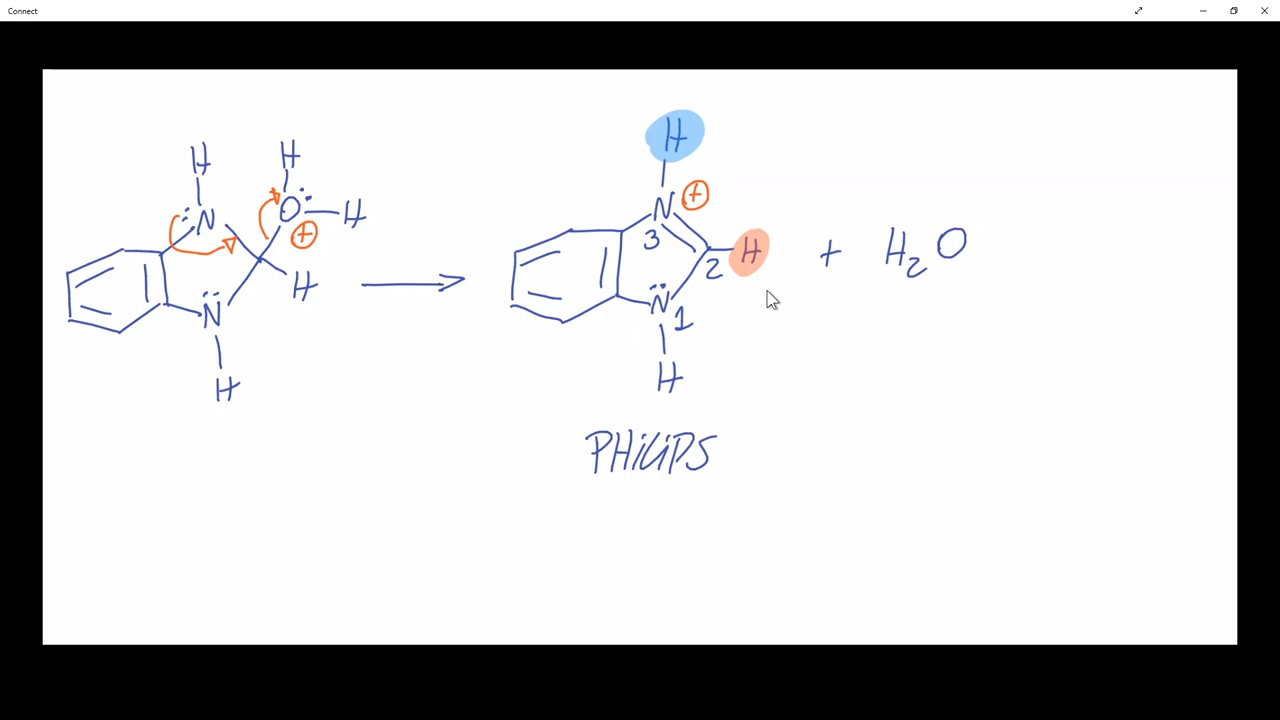 Connect
H H H
N O H
⊕ N ⊕
3 H
H 2 + H2O
N N 1
H H
PHILIPS